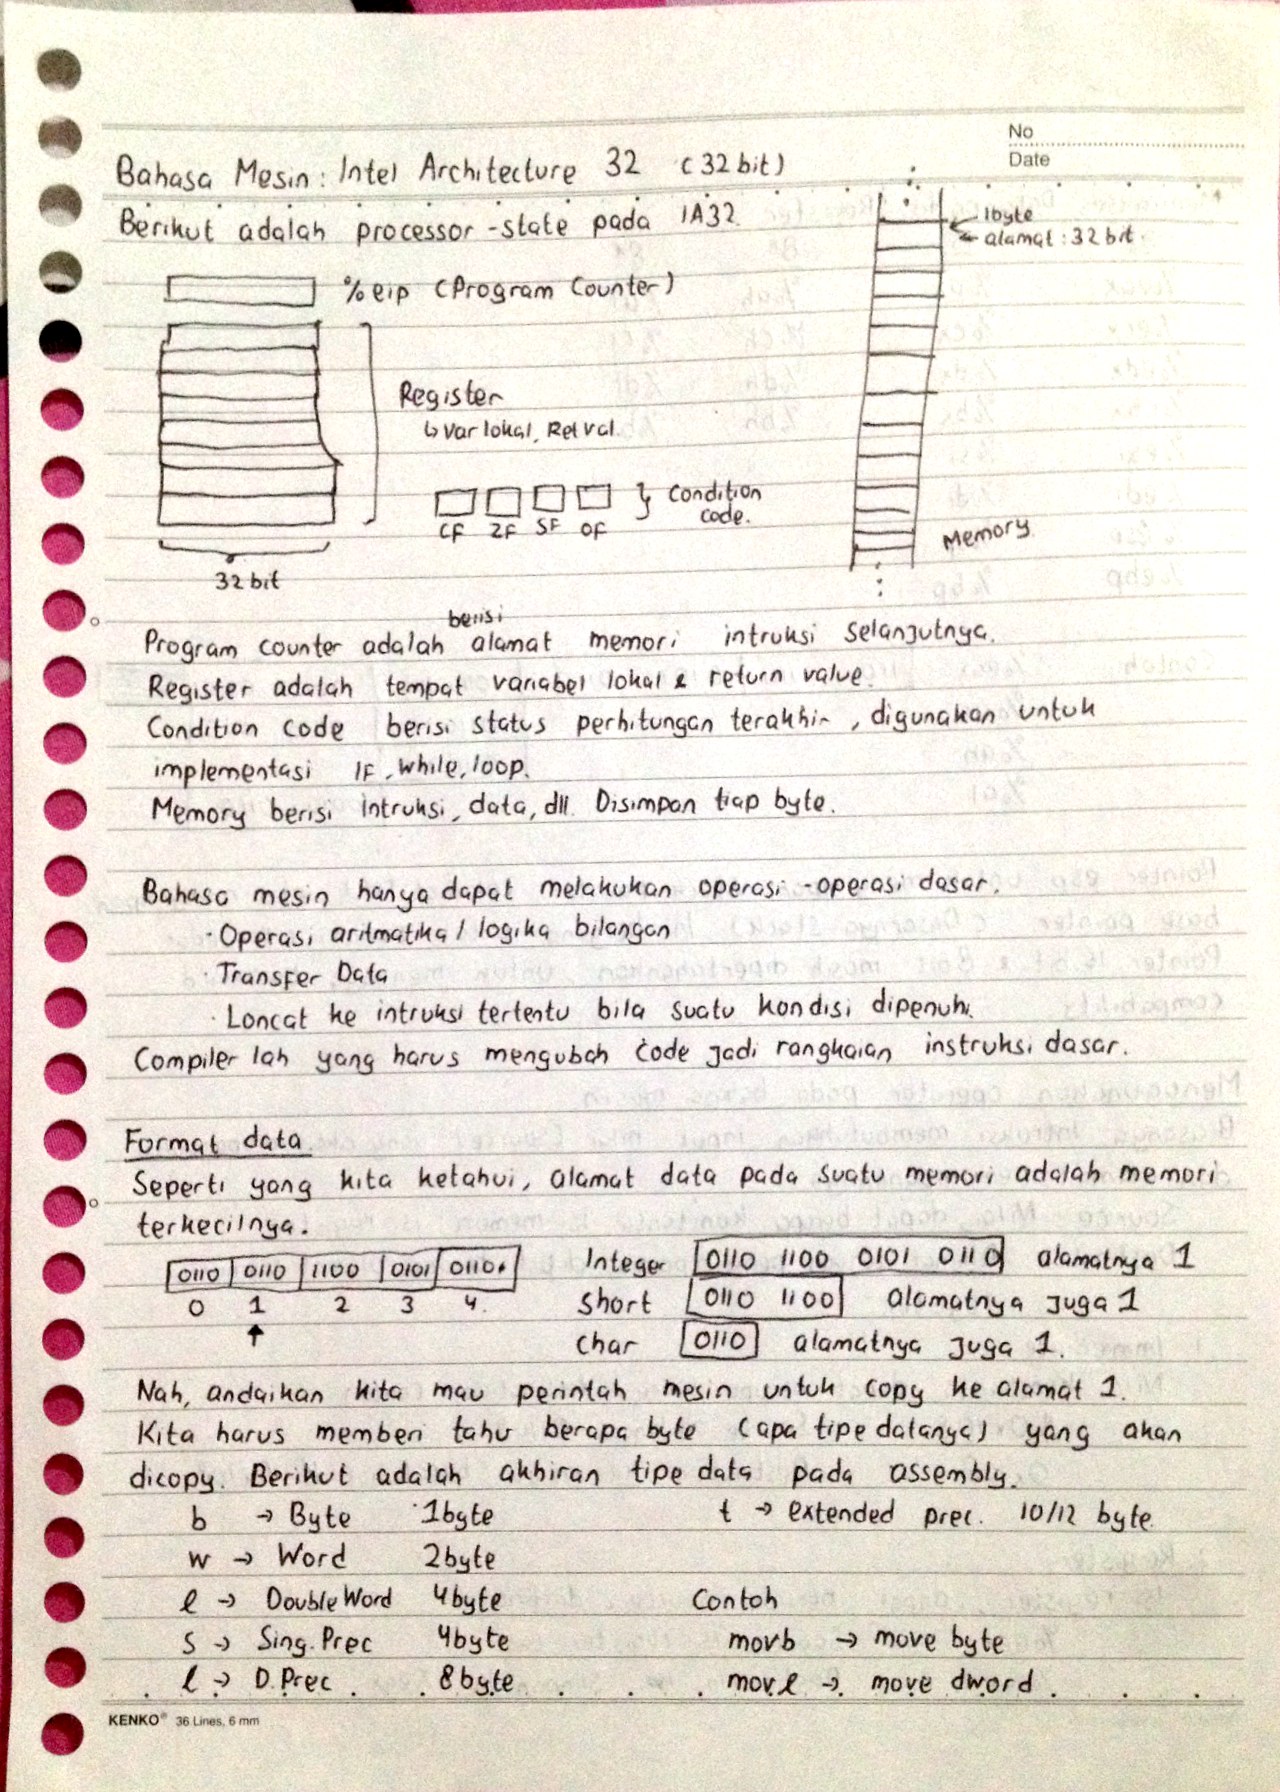 No
Date
Bahasa Mesin: Intel Architecture 32 (32 bit)
Berikut adalah processor-state pada IA32
1byte
alamat: 32 bit.
%eip (Program Counter)
Register
↳ Var lokal, Ret val
CF ZF SF OF
Condition
code.
32 bit
Memory
berisi
Program counter adalah alamat memori intruksi selanjutnya.
Register adalah tempat variabel lokal & return value.
Condition code berisi status perhitungan terakhir, digunakan untuk
implementasi IF, while, loop.
Memory berisi intruksi, data, dll. Disimpan tiap byte.
Bahasa mesin hanya dapat melakukan operasi-operasi dasar.
· Operasi aritmatika / logika bilangan
· Transfer Data
· Loncat ke intruksi tertentu bila suatu kondisi dipenuhi.
Compiler lah yang harus mengubah code jadi rangkaian instruksi dasar.
Format data
Seperti yang kita ketahui, alamat data pada suatu memori adalah memori
terkecilnya.
0110 0110 1100 0101 0110 Integer 0110 1100 0101 0110 alamatnya 1
0 1 2 3 4. Short 0110 1100 alamatnya juga 1
↑ char 0110 alamatnya juga 1.
Nah, andaikan kita mau perintah mesin untuk copy ke alamat 1.
Kita harus memberi tahu berapa byte (apa tipe datanya) yang akan
dicopy. Berikut adalah akhiran tipe data pada assembly.
b → Byte 1byte t → extended prec. 10/12 byte.
w → Word 2byte
l → DoubleWord 4byte Contoh
s → Sing. Prec 4byte movb → move byte
l → D. Prec 8byte movl → move dword
KENKO® 36 Lines, 6 mm